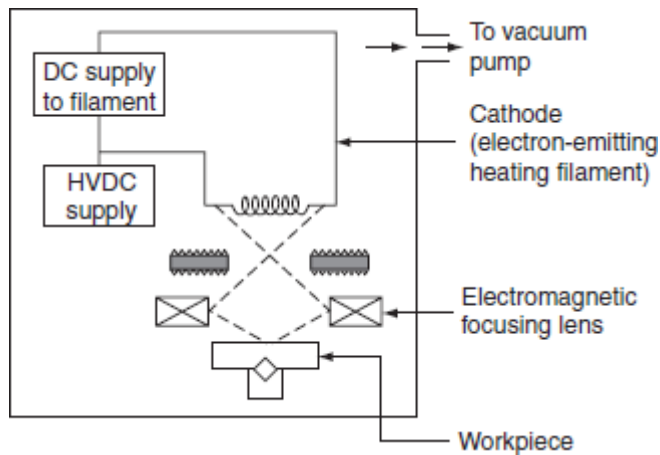 To vacuum
pump
DC supply
to filament
Cathode
(electron-emitting
heating filament)
HVDC
supply
Electromagnetic
focusing lens
Workpiece